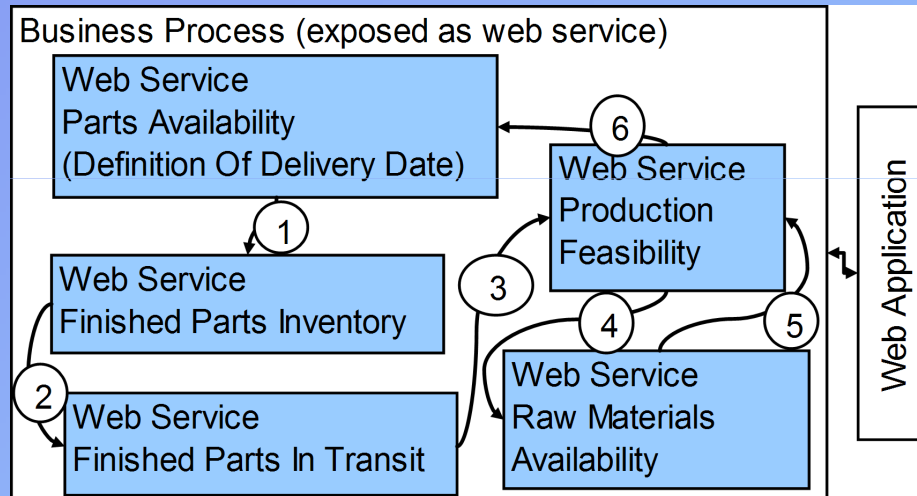 Business Process (exposed as web service)
Web Service
Parts Availability
(Definition Of Delivery Date)
1
Web Service
Finished Parts Inventory
2
Web Service
Finished Parts In Transit
3
6
Web Service
Production
Feasibility
4
5
Web Service
Raw Materials
Availability
Web Application